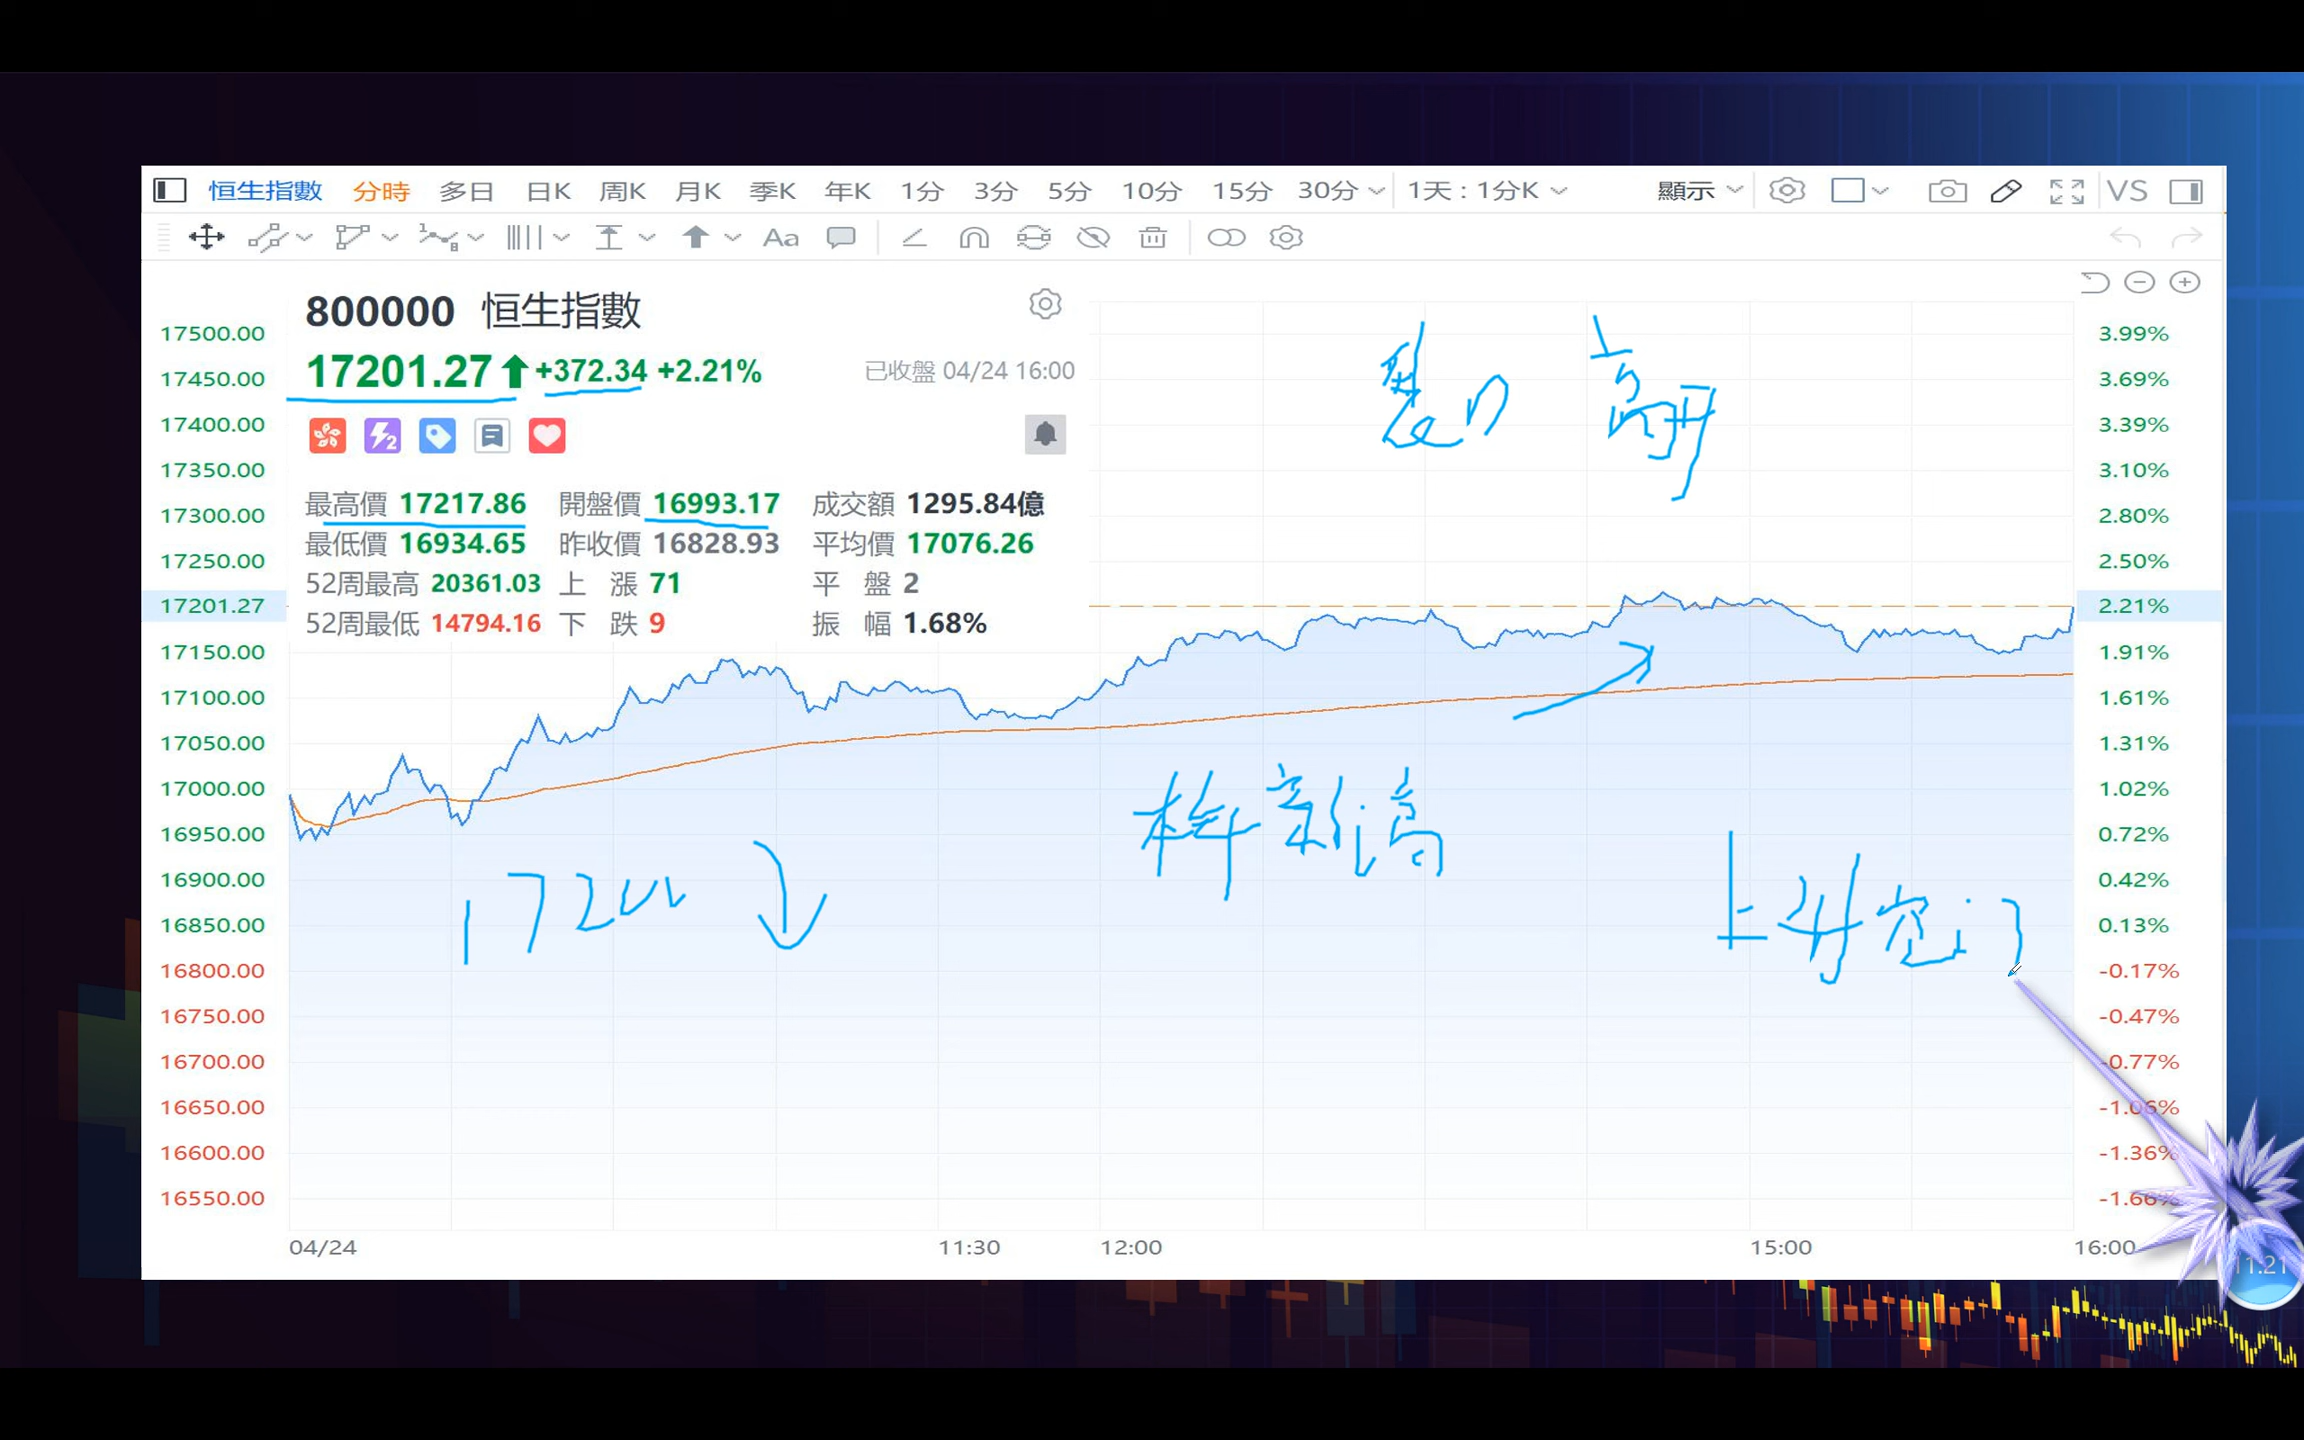 恒生指數 分時 多日 日K 周K 月K 季K 年K 1分 3分 5分 10分 15分 30分 1天 : 1分K 顯示 VS
Aa
800000 恒生指數
17201.27 +372.34 +2.21% 已收盤 04/24 16:00
最高價 17217.86 開盤價 16993.17 成交額 1295.84億
最低價 16934.65 昨收價 16828.93 平均價 17076.26
52周最高 20361.03 上 漲 71 平 盤 2
52周最低 14794.16 下 跌 9 振 幅 1.68%
17500.00 3.99%
17450.00 3.69%
17400.00 3.39%
17350.00 3.10%
17300.00 2.80%
17250.00 2.50%
17201.27 2.21%
17150.00 1.91%
17100.00 1.61%
17050.00 1.31%
17000.00 1.02%
16950.00 0.72%
16900.00 0.42%
16850.00 0.13%
16800.00 -0.17%
16750.00 -0.47%
16700.00 -0.77%
16650.00 -1.06%
16600.00 -1.36%
16550.00 -1.66%
裂口 高開
新高
17200
上升
04/24 11:30 12:00 15:00 16:00
11.21